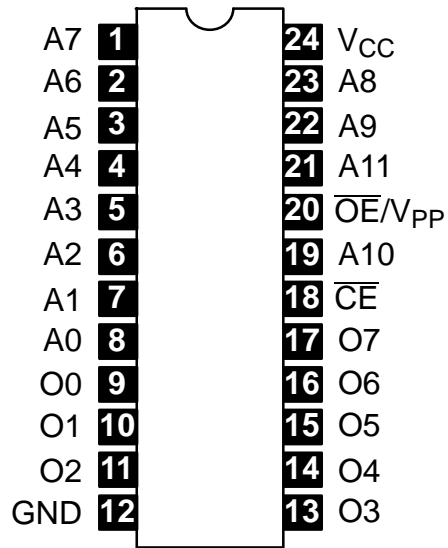 A7 1 24 VCC
A6 2 23 A8
A5 3 22 A9
A4 4 21 A11
A3 5 20 O̅E̅/VPP
A2 6 19 A10
A1 7 18 C̅E̅
A0 8 17 O7
O0 9 16 O6
O1 10 15 O5
O2 11 14 O4
GND 12 13 O3